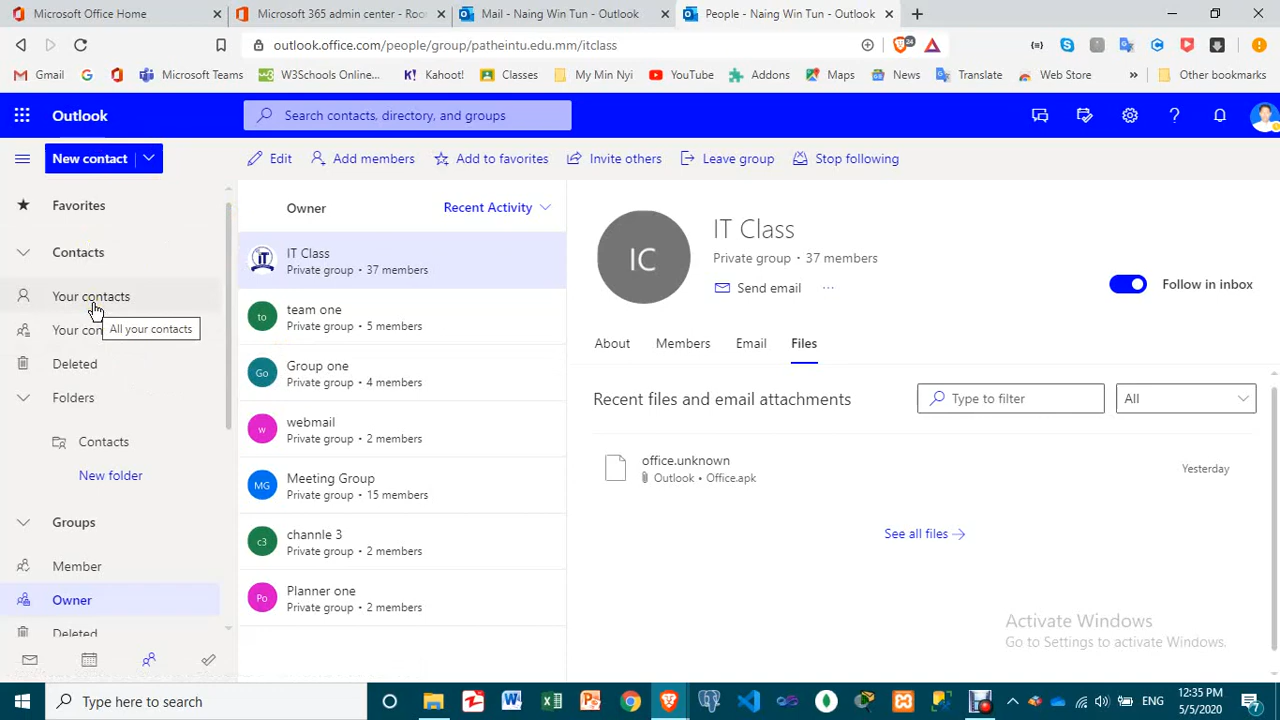 Microsoft Office Home
Microsoft 365 admin center - Roo
Mail - Naing Win Tun - Outlook
People - Naing Win Tun - Outlook
outlook.office.com/people/group/patheintu.edu.mm/itclass
24
Gmail
Microsoft Teams
W3Schools Online...
Kahoot!
Classes
My Min Nyi
YouTube
Addons
Maps
News
Translate
Web Store
Other bookmarks
Outlook
Search contacts, directory, and groups
New contact
Edit
Add members
Add to favorites
Invite others
Leave group
Stop following
Favorites
Contacts
Your contacts
Your con
All your contacts
Deleted
Folders
Contacts
New folder
Groups
Member
Owner
Deleted
Owner
Recent Activity
IT Class
Private group • 37 members
to
team one
Private group • 5 members
Go
Group one
Private group • 4 members
w
webmail
Private group • 2 members
MG
Meeting Group
Private group • 15 members
c3
channle 3
Private group • 2 members
Po
Planner one
Private group • 2 members
IC
IT Class
Private group • 37 members
Send email
Follow in inbox
About
Members
Email
Files
Recent files and email attachments
Type to filter
All
office.unknown
Outlook • Office.apk
Yesterday
See all files
Activate Windows
Go to Settings to activate Windows.
Type here to search
ENG
12:35 PM
5/5/2020
7